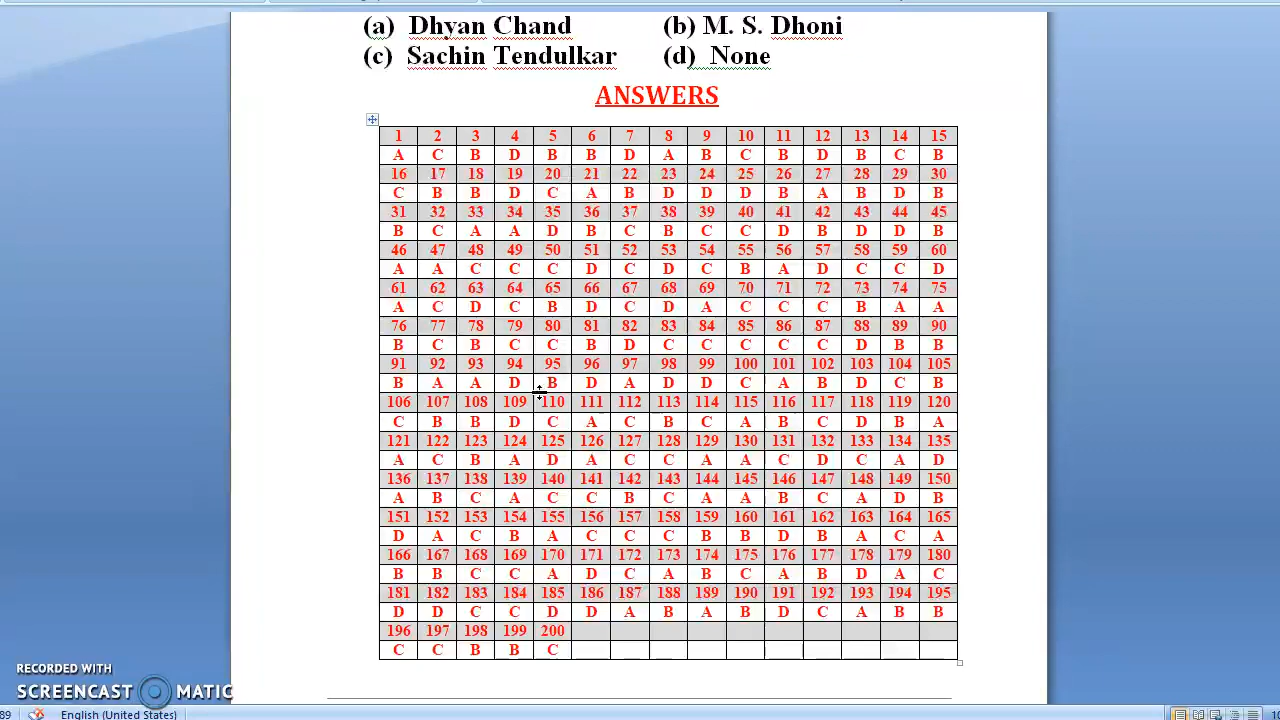 (a) Dhyan Chand (b) M. S. Dhoni
(c) Sachin Tendulkar (d) None
ANSWERS
1 2 3 4 5 6 7 8 9 10 11 12 13 14 15
A C B D B B D A B C B D B C B
16 17 18 19 20 21 22 23 24 25 26 27 28 29 30
C B B D C A B D D D B A B D B
31 32 33 34 35 36 37 38 39 40 41 42 43 44 45
B C A A D B C B C C D B D D B
46 47 48 49 50 51 52 53 54 55 56 57 58 59 60
A A C C C D C D C B A D C C D
61 62 63 64 65 66 67 68 69 70 71 72 73 74 75
A C D C B D C D A C C C B A A
76 77 78 79 80 81 82 83 84 85 86 87 88 89 90
B C B C C B D C C C C C D B B
91 92 93 94 95 96 97 98 99 100 101 102 103 104 105
B A A D B D A D D C A B D C B
106 107 108 109 110 111 112 113 114 115 116 117 118 119 120
C B B D C A C B C A B C D B A
121 122 123 124 125 126 127 128 129 130 131 132 133 134 135
A C B A D A C C A A C D C A D
136 137 138 139 140 141 142 143 144 145 146 147 148 149 150
A B C A C C B C A A B C A D B
151 152 153 154 155 156 157 158 159 160 161 162 163 164 165
D A C B A C C C B B D B A C A
166 167 168 169 170 171 172 173 174 175 176 177 178 179 180
B B C C A D C A B C A B D A C
181 182 183 184 185 186 187 188 189 190 191 192 193 194 195
D D C C D D A B A B D C A B B
196 197 198 199 200
C C B B C
RECORDED WITH
SCREENCAST MATIC
89 English (United States) 10